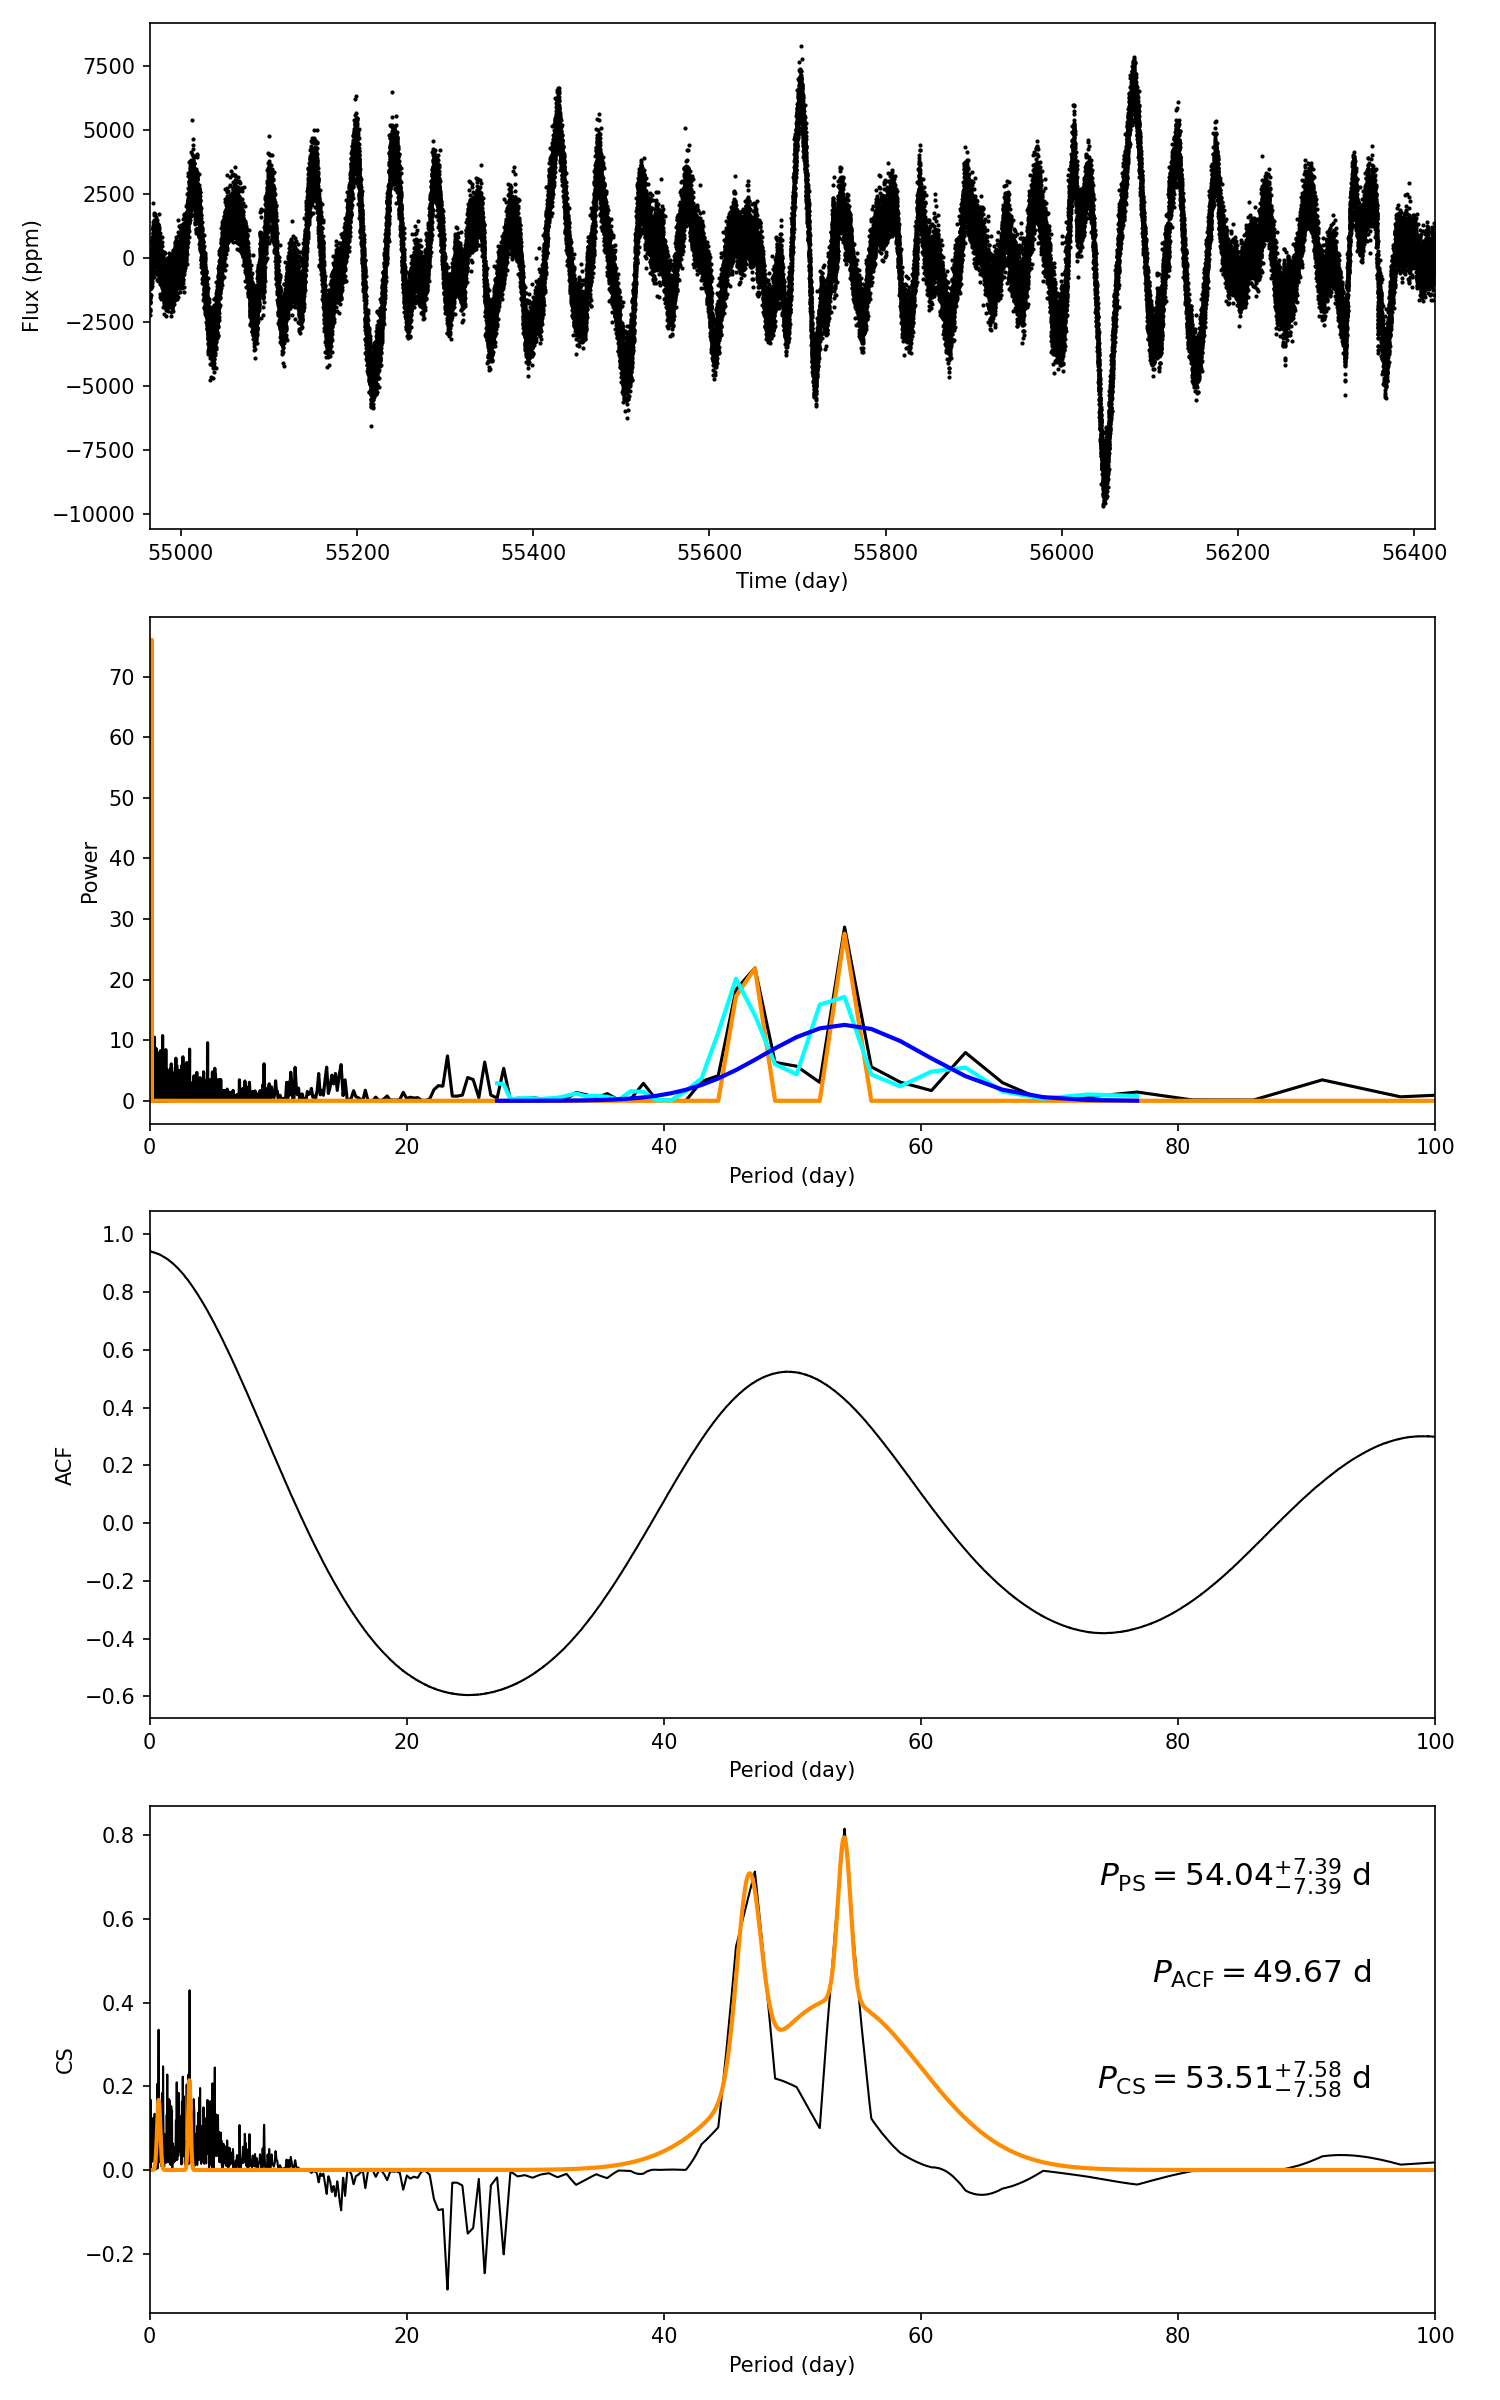 7500
5000
2500
0
−2500
−5000
−7500
−10000
Flux (ppm)
55000 55200 55400 55600 55800 56000 56200 56400
Time (day)
70
60
50
40
30
20
10
0
Power
0 20 40 60 80 100
Period (day)
1.0
0.8
0.6
0.4
0.2
0.0
−0.2
−0.4
−0.6
ACF
0 20 40 60 80 100
Period (day)
0.8
0.6
0.4
0.2
0.0
−0.2
CS
P_PS = 54.04^{+7.39}_{−7.39} d
P_ACF = 49.67 d
P_CS = 53.51^{+7.58}_{−7.58} d
0 20 40 60 80 100
Period (day)